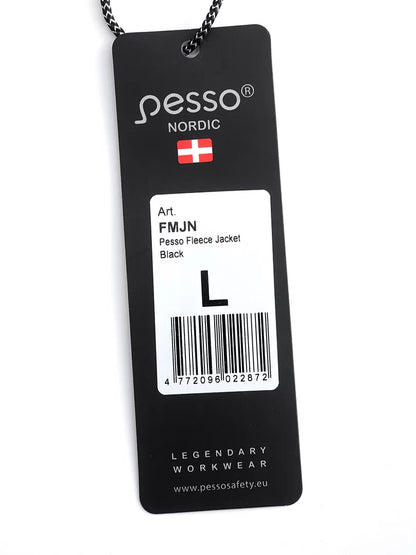 pesso®
NORDIC
Art.
FMJN
Pesso Fleece Jacket
Black
L
4 772096 022872
LEGENDARY
WORKWEAR
www.pessosafety.eu